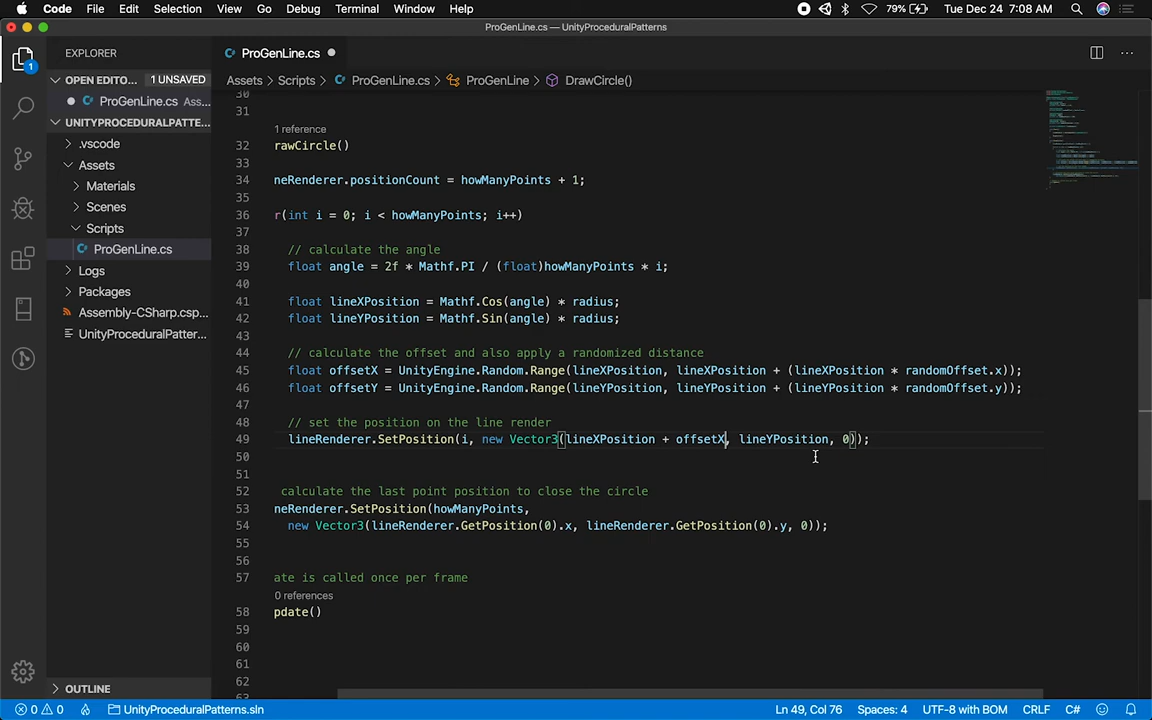 Code File Edit Selection View Go Debug Terminal Window Help 79% Tue Dec 24 7:08 AM
ProGenLine.cs — UnityProceduralPatterns
EXPLORER
OPEN EDITO... 1 UNSAVED
ProGenLine.cs Ass...
UNITYPROCEDURALPATTE...
.vscode
Assets
Materials
Scenes
Scripts
ProGenLine.cs
Logs
Packages
Assembly-CSharp.csp...
UnityProceduralPatter...
OUTLINE
1
ProGenLine.cs
Assets > Scripts > ProGenLine.cs > ProGenLine > DrawCircle()
30
31
1 reference
32 rawCircle()
33
34 neRenderer.positionCount = howManyPoints + 1;
35
36 r(int i = 0; i < howManyPoints; i++)
37
38 // calculate the angle
39 float angle = 2f * Mathf.PI / (float)howManyPoints * i;
40
41 float lineXPosition = Mathf.Cos(angle) * radius;
42 float lineYPosition = Mathf.Sin(angle) * radius;
43
44 // calculate the offset and also apply a randomized distance
45 float offsetX = UnityEngine.Random.Range(lineXPosition, lineXPosition + (lineXPosition * randomOffset.x));
46 float offsetY = UnityEngine.Random.Range(lineYPosition, lineYPosition + (lineYPosition * randomOffset.y));
47
48 // set the position on the line render
49 lineRenderer.SetPosition(i, new Vector3(lineXPosition + offsetX, lineYPosition, 0));
50
51
52 calculate the last point position to close the circle
53 neRenderer.SetPosition(howManyPoints,
54 new Vector3(lineRenderer.GetPosition(0).x, lineRenderer.GetPosition(0).y, 0));
55
56
57 ate is called once per frame
0 references
58 pdate()
59
60
61
62
63
0 0 UnityProceduralPatterns.sln Ln 49, Col 76 Spaces: 4 UTF-8 with BOM CRLF C#